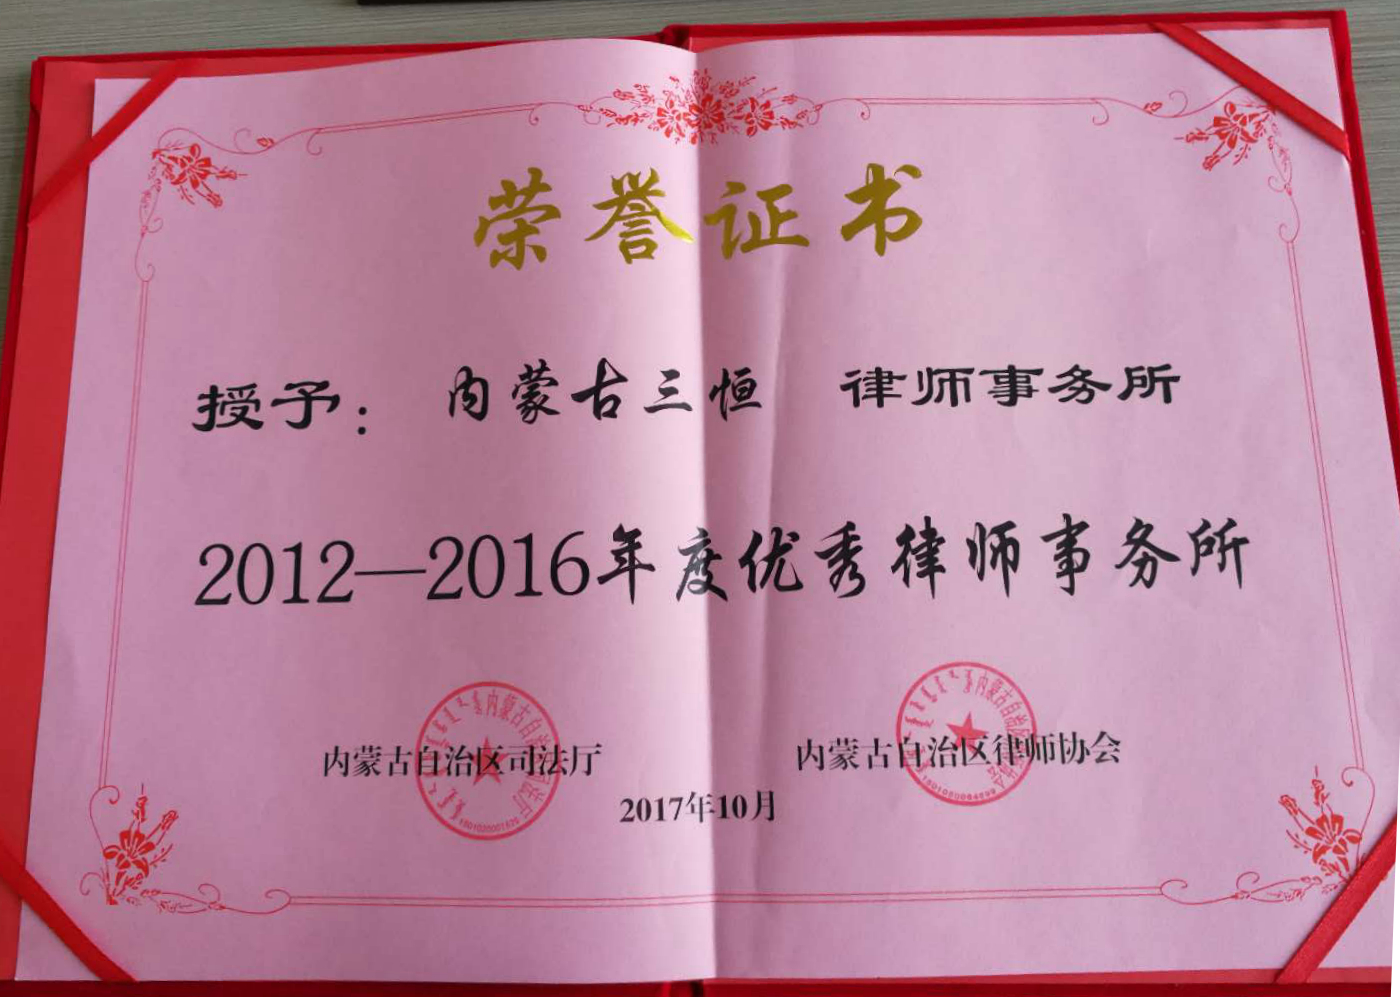 荣誉证书
授予： 内蒙古三恒 律师事务所
2012—2016年度优秀律师事务所
内蒙古自治区司法厅 内蒙古自治区律师协会
2017年10月